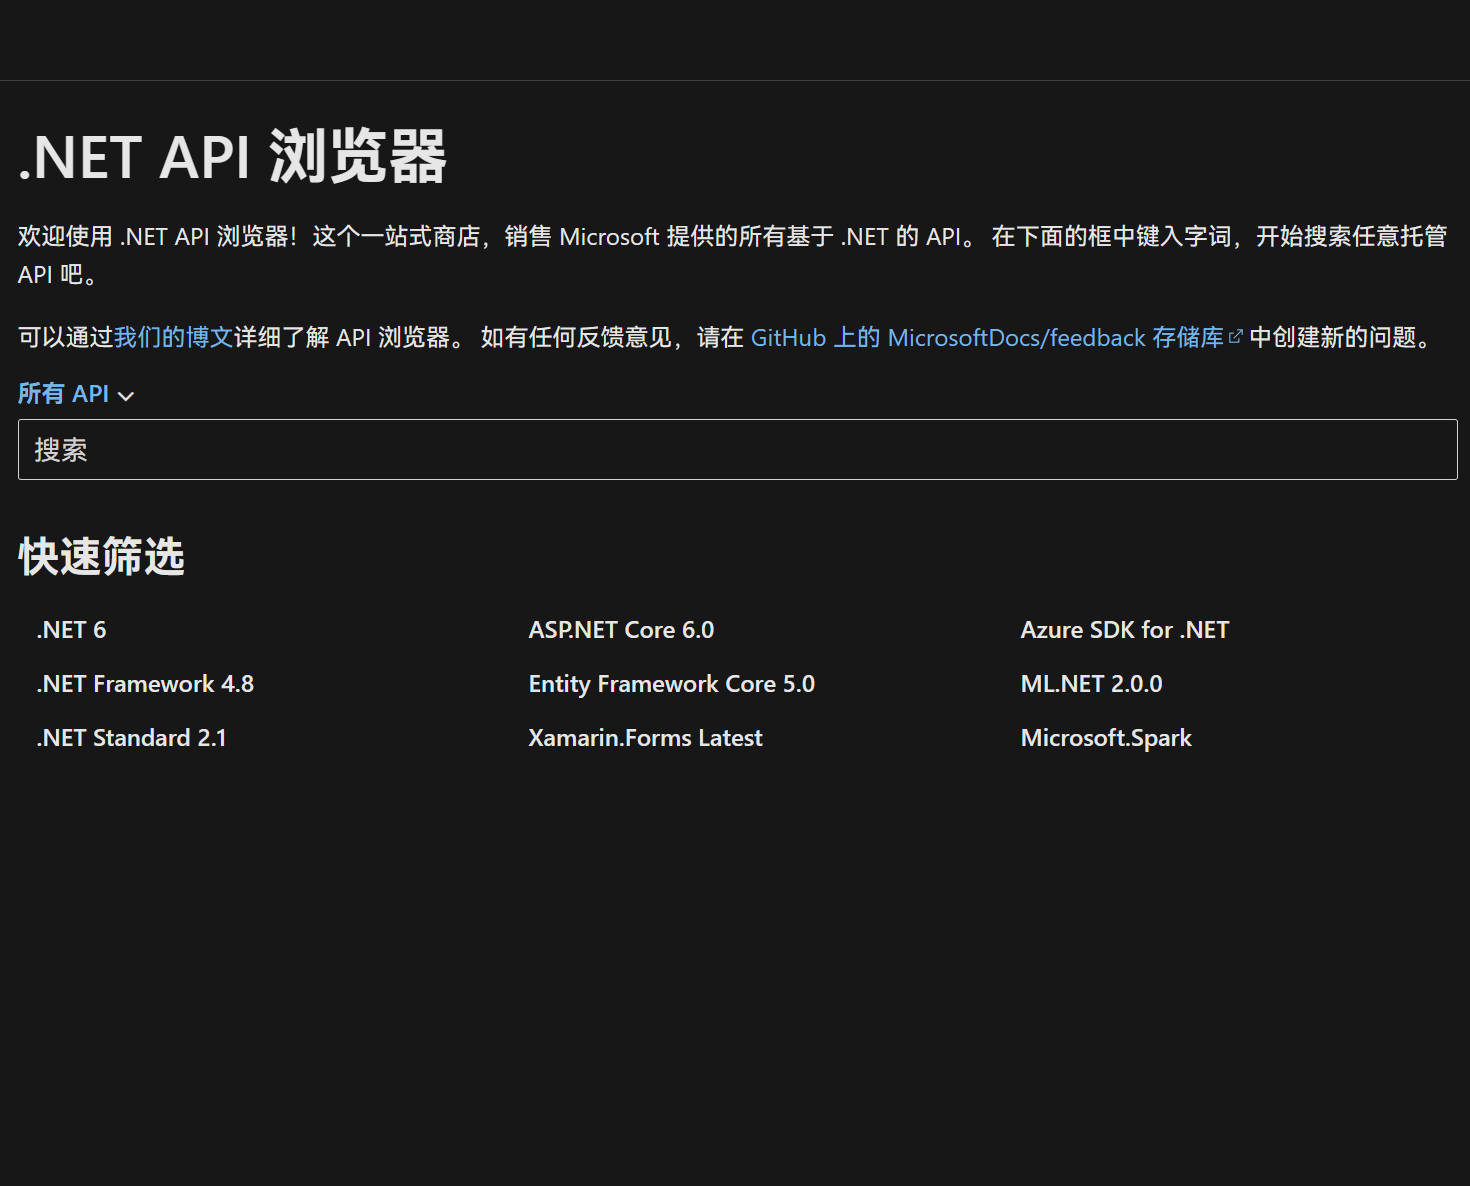 .NET API 浏览器
欢迎使用 .NET API 浏览器！这个一站式商店，销售 Microsoft 提供的所有基于 .NET 的 API。 在下面的框中键入字词，开始搜索任意托管
API 吧。
可以通过我们的博文详细了解 API 浏览器。 如有任何反馈意见，请在 GitHub 上的 MicrosoftDocs/feedback 存储库 中创建新的问题。
所有 API
搜索
快速筛选
.NET 6
ASP.NET Core 6.0
Azure SDK for .NET
.NET Framework 4.8
Entity Framework Core 5.0
ML.NET 2.0.0
.NET Standard 2.1
Xamarin.Forms Latest
Microsoft.Spark